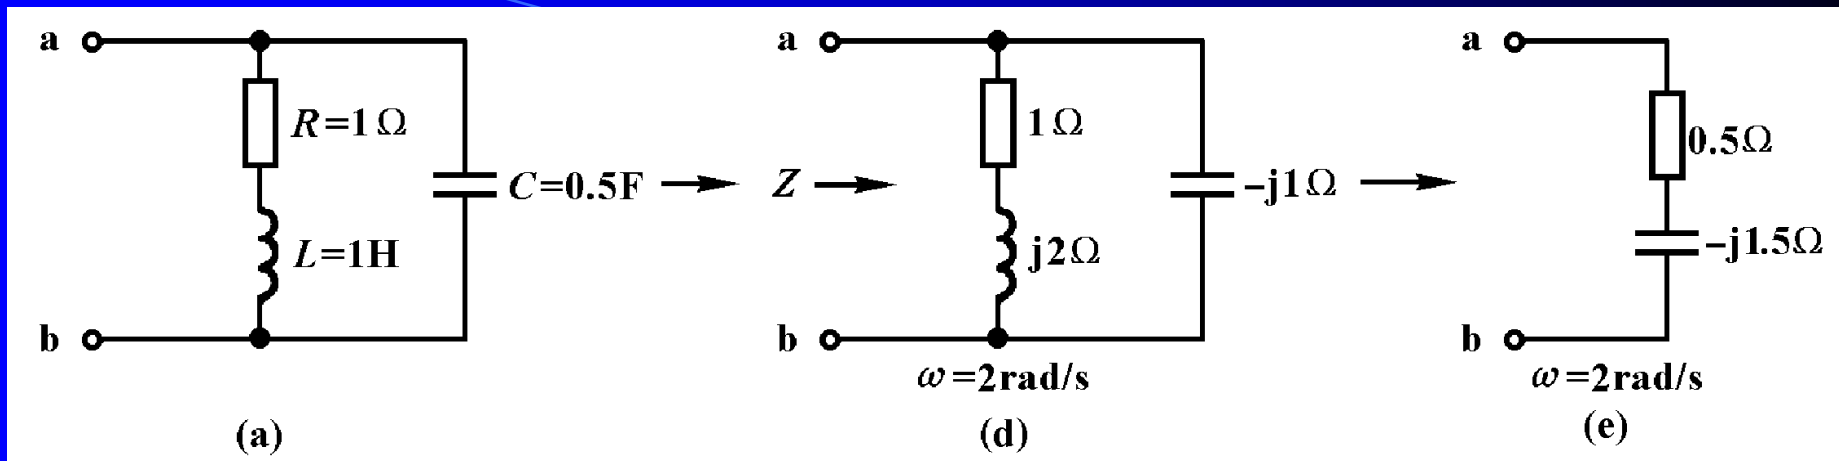 a
R=1Ω
C=0.5F
L=1H
b
(a)
Z
a
1Ω
-j1Ω
j2Ω
b
ω=2rad/s
(d)
a
0.5Ω
-j1.5Ω
b
ω=2rad/s
(e)